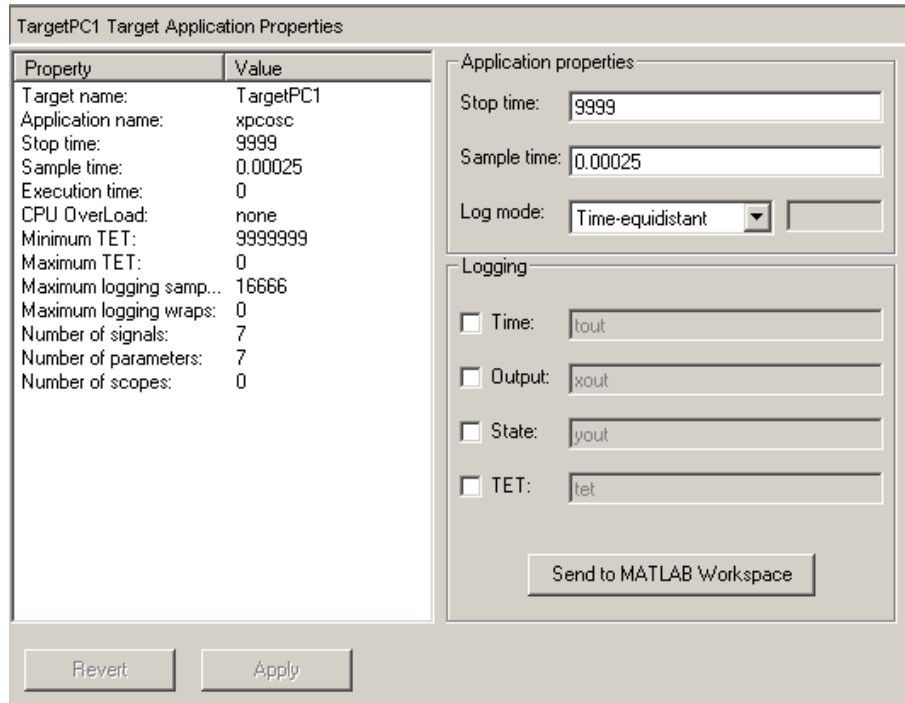 TargetPC1 Target Application Properties
Property Value
Target name: TargetPC1
Application name: xpcosc
Stop time: 9999
Sample time: 0.00025
Execution time: 0
CPU OverLoad: none
Minimum TET: 9999999
Maximum TET: 0
Maximum logging samp... 16666
Maximum logging wraps: 0
Number of signals: 7
Number of parameters: 7
Number of scopes: 0
Application properties
Stop time: 9999
Sample time: 0.00025
Log mode: Time-equidistant
Logging
Time: tout
Output: xout
State: yout
TET: tet
Send to MATLAB Workspace
Revert Apply